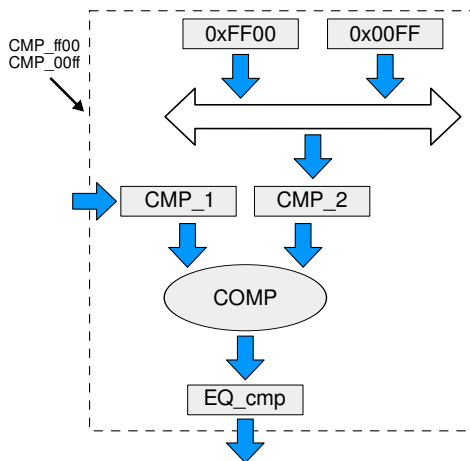 CMP_ff00
CMP_00ff
0xFF00
0x00FF
CMP_1
CMP_2
COMP
EQ_cmp